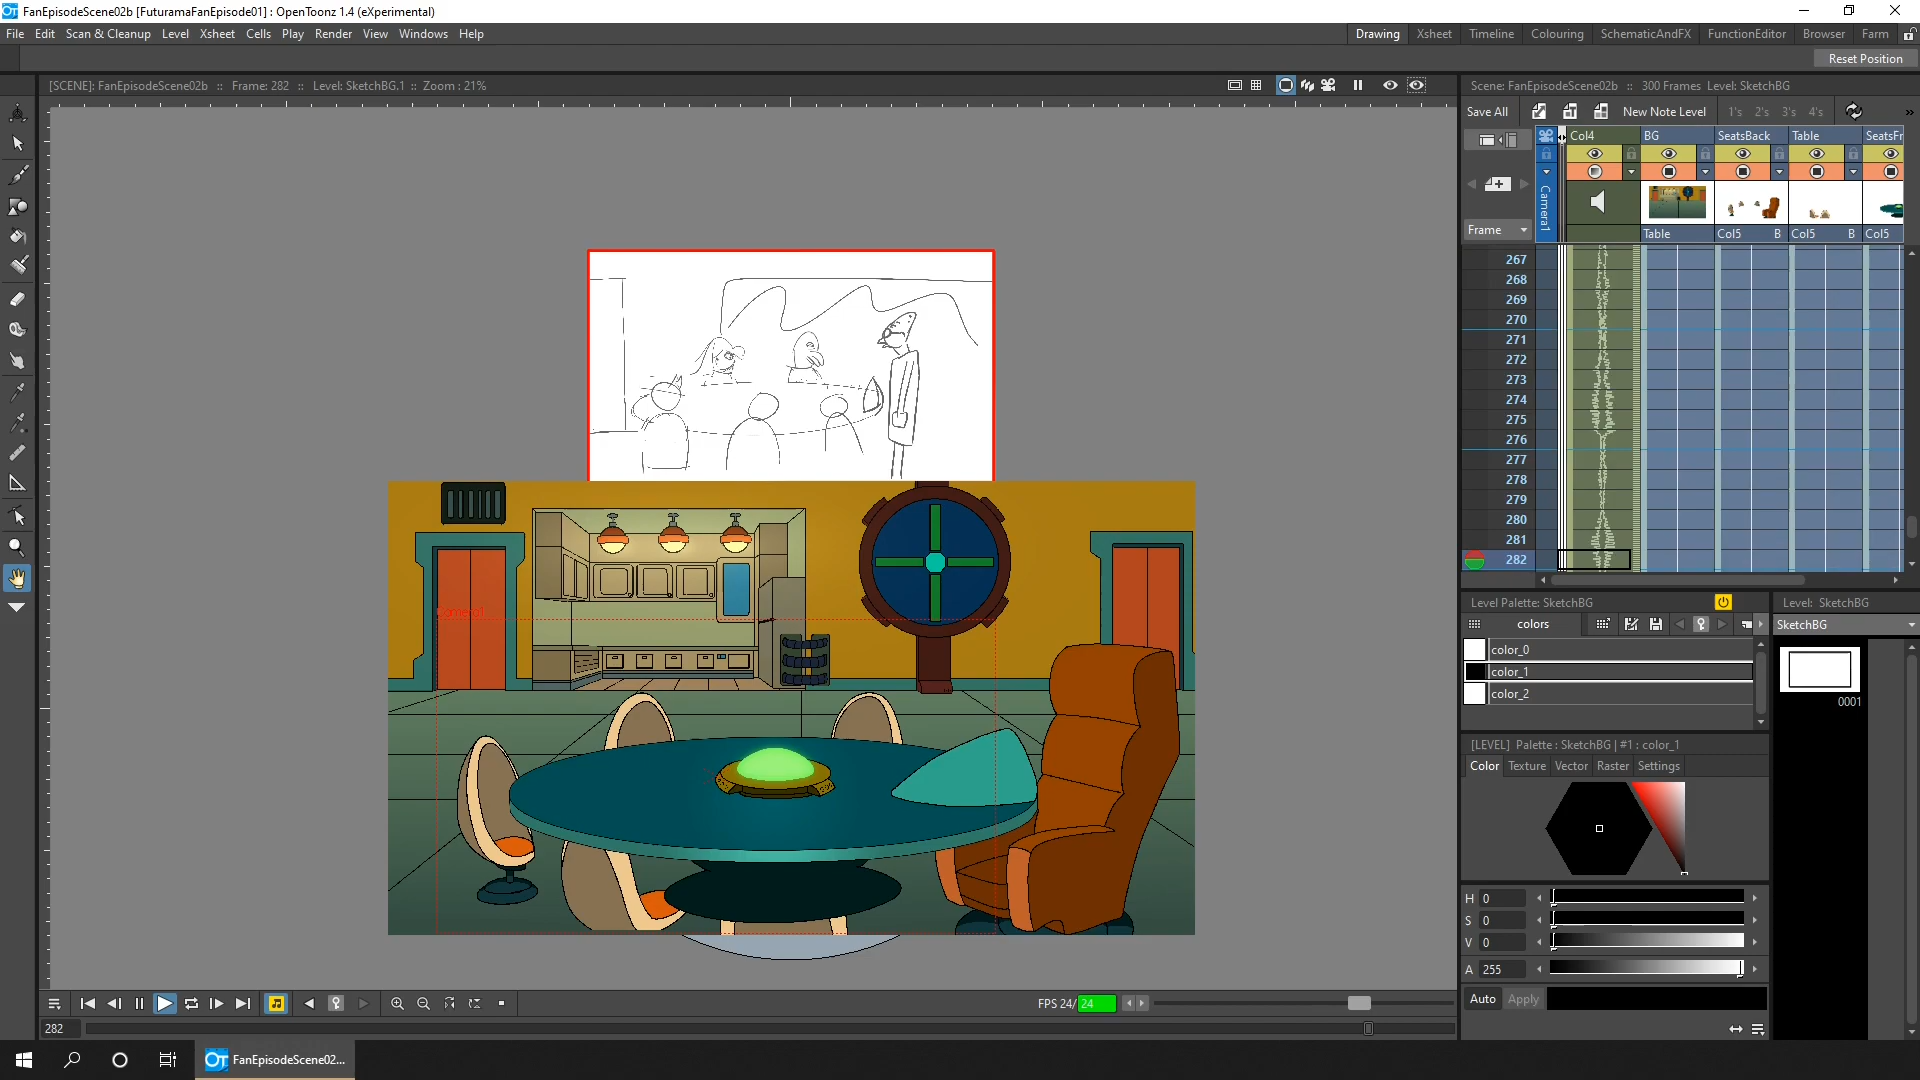 FanEpisodeScene02b [FuturamaFanEpisode01] : OpenToonz 1.4 (eXperimental)
File Edit Scan & Cleanup Level Xsheet Cells Play Render View Windows Help
Drawing Xsheet Timeline Colouring SchematicAndFX FunctionEditor Browser Farm
Reset Position
[SCENE]: FanEpisodeScene02b :: Frame: 282 :: Level: SketchBG.1 :: Zoom : 21%
Scene: FanEpisodeScene02b :: 300 Frames Level: SketchBG
Save All New Note Level 1's 2's 3's 4's »
Col4 BG SeatsBack Table SeatsFr
Camera1
Frame Table Col5 B Col5 B Col5
267
268
269
270
271
272
273
274
275
276
277
278
279
280
281
282
Camera1
Level Palette: SketchBG
colors
color_0
color_1
color_2
Level: SketchBG
SketchBG
0001
[LEVEL] Palette : SketchBG | #1 : color_1
Color Texture Vector Raster Settings
H 0
S 0
V 0
A 255
Auto Apply
FPS 24/24
282
FanEpisodeScene02...